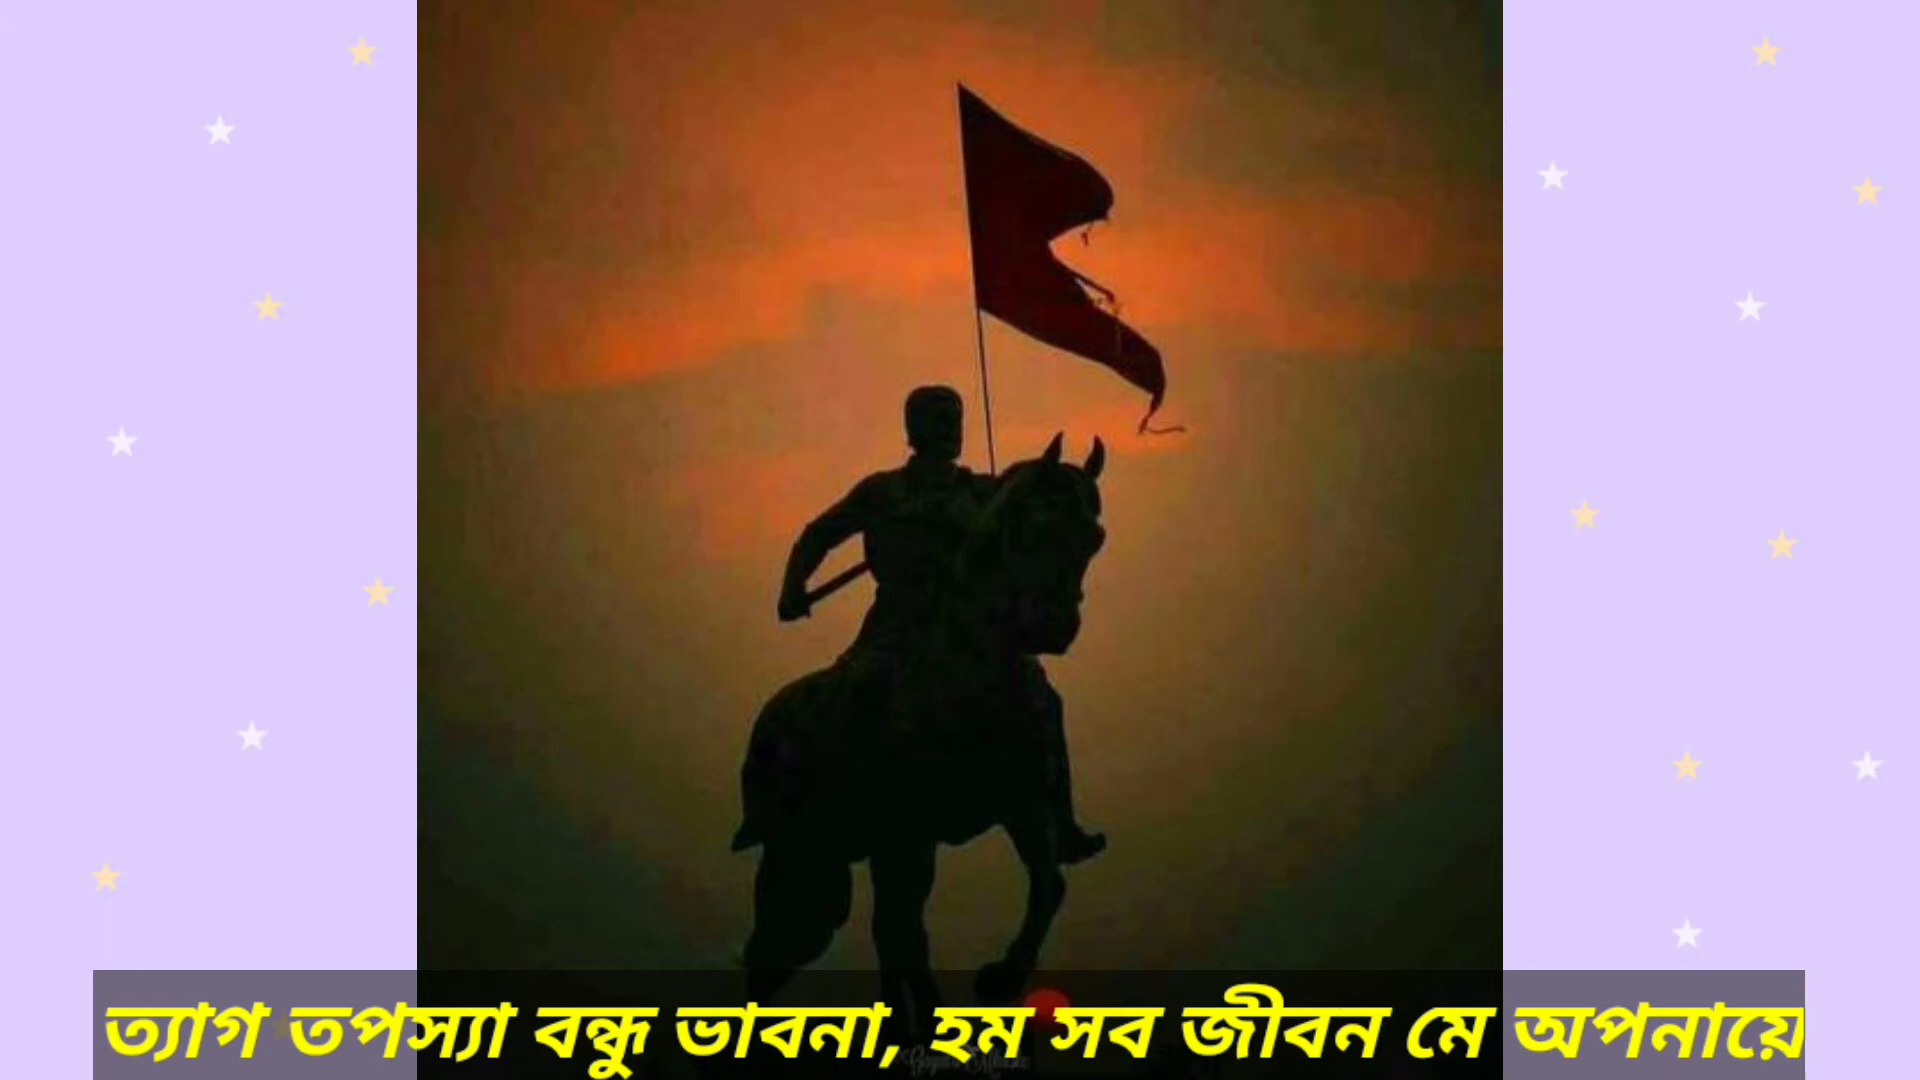 ত্যাগ তপস্যা বন্ধু ভাবনা, হম সব জীবন মে অপনায়ে